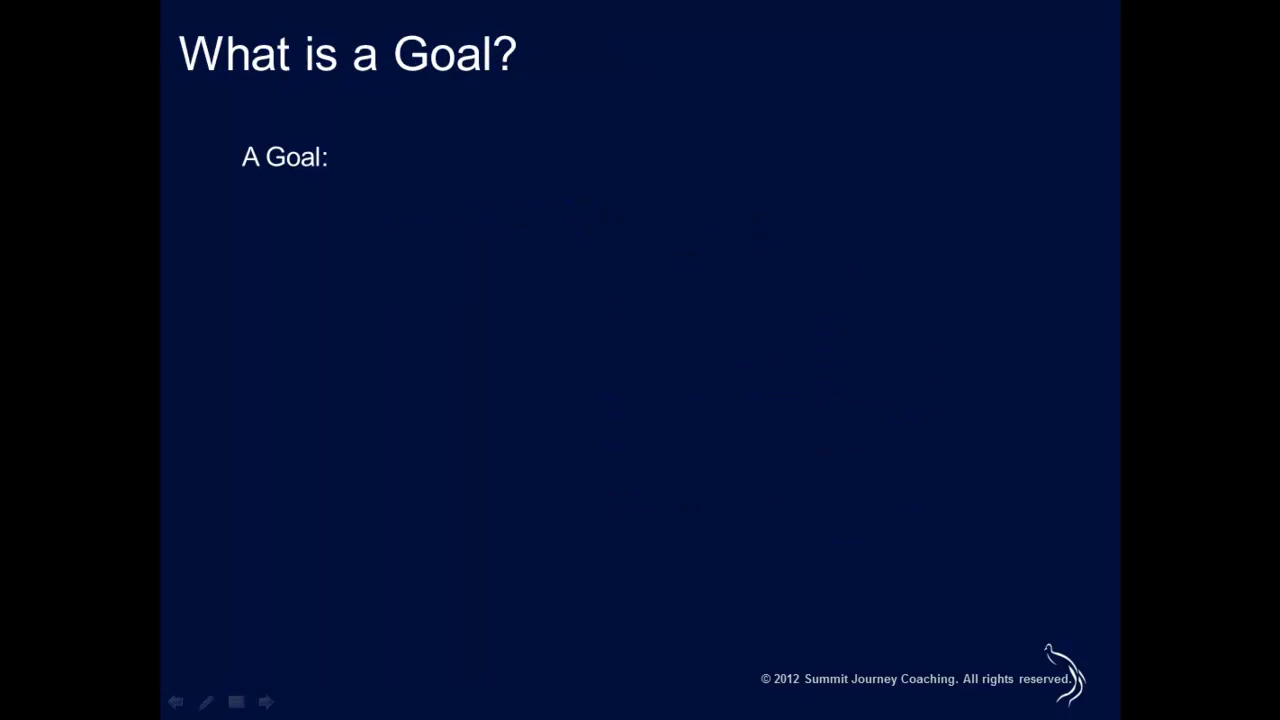 What is a Goal?
A Goal:
© 2012 Summit Journey Coaching. All rights reserved.